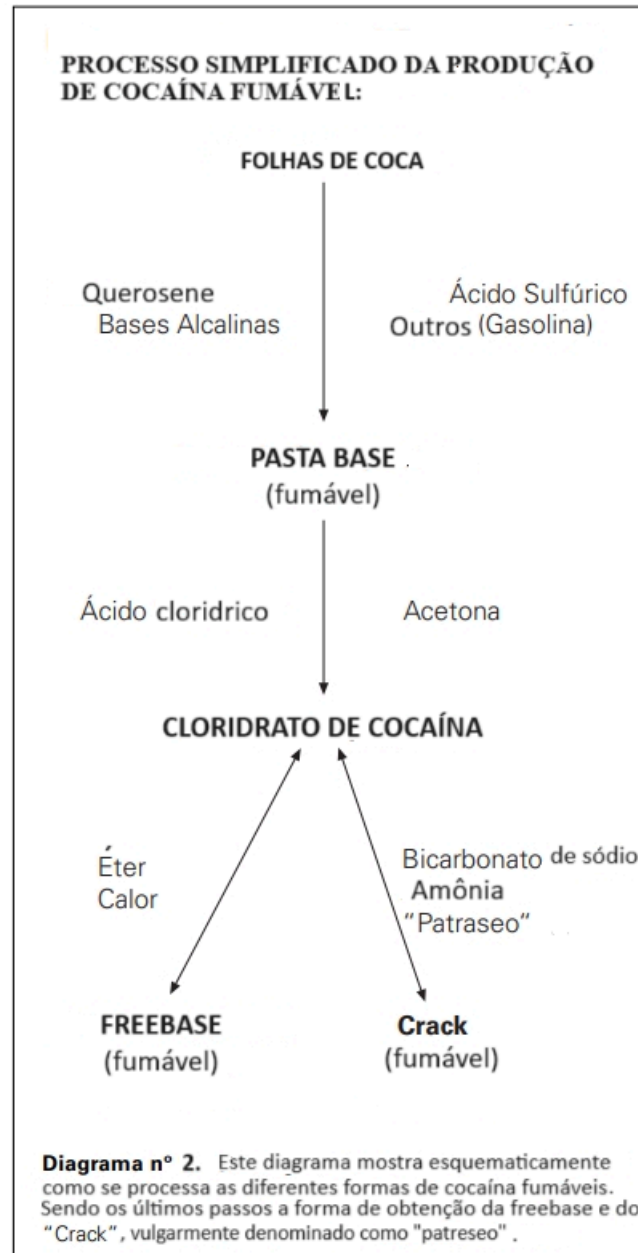 PROCESSO SIMPLIFICADO DA PRODUÇÃO
DE COCAÍNA FUMÁVEL:
FOLHAS DE COCA
Querosene
Bases Alcalinas
Ácido Sulfúrico
Outros (Gasolina)
PASTA BASE .
(fumável)
Ácido cloridrico
Acetona
CLORIDRATO DE COCAÍNA
Éter
Calor
Bicarbonato de sódio
Amônia
"Patraseo"
FREEBASE
(fumável)
Crack
(fumável)
Diagrama nº 2. Este diagrama mostra esquematicamente
como se processa as diferentes formas de cocaína fumáveis.
Sendo os últimos passos a forma de obtenção da freebase e do
"Crack", vulgarmente denominado como "patreseo" .